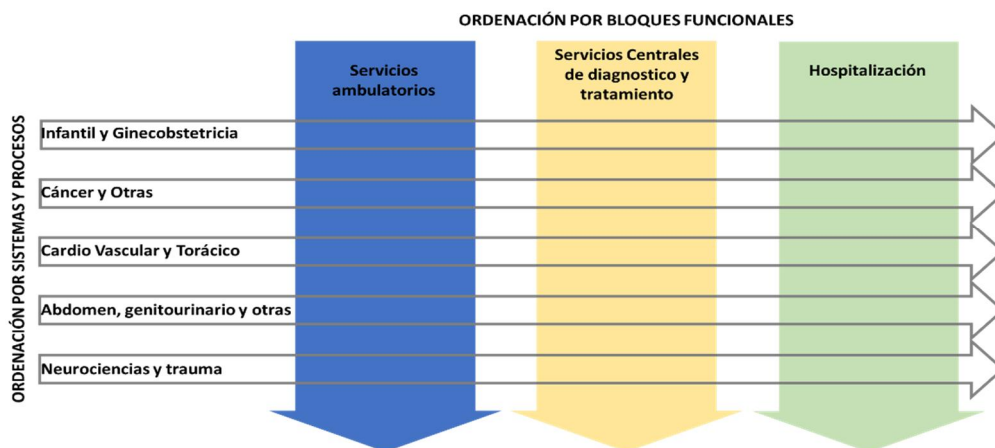 ORDENACIÓN POR BLOQUES FUNCIONALES
Servicios
ambulatorios
Servicios Centrales
de diagnostico y
tratamiento
Hospitalización
ORDENACIÓN POR SISTEMAS Y PROCESOS
Infantil y Ginecobstetricia
Cáncer y Otras
Cardio Vascular y Torácico
Abdomen, genitourinario y otras
Neurociencias y trauma